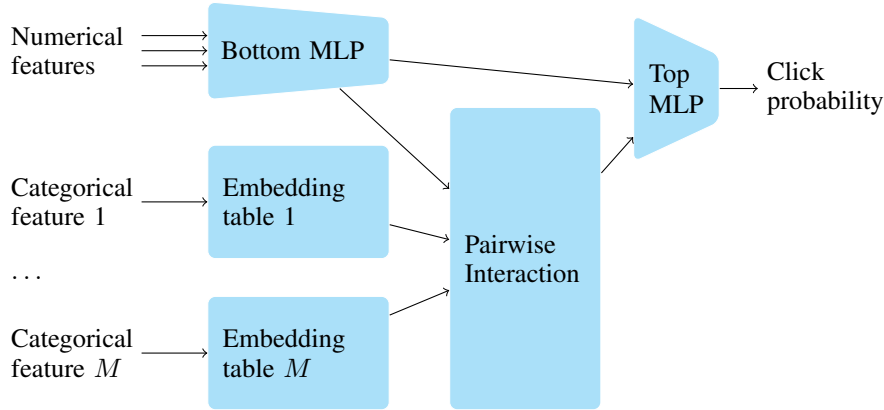 Numerical
features
Bottom MLP
Top
MLP
Click
probability
Categorical
feature 1
Embedding
table 1
Pairwise
Interaction
...
Categorical
feature M
Embedding
table M